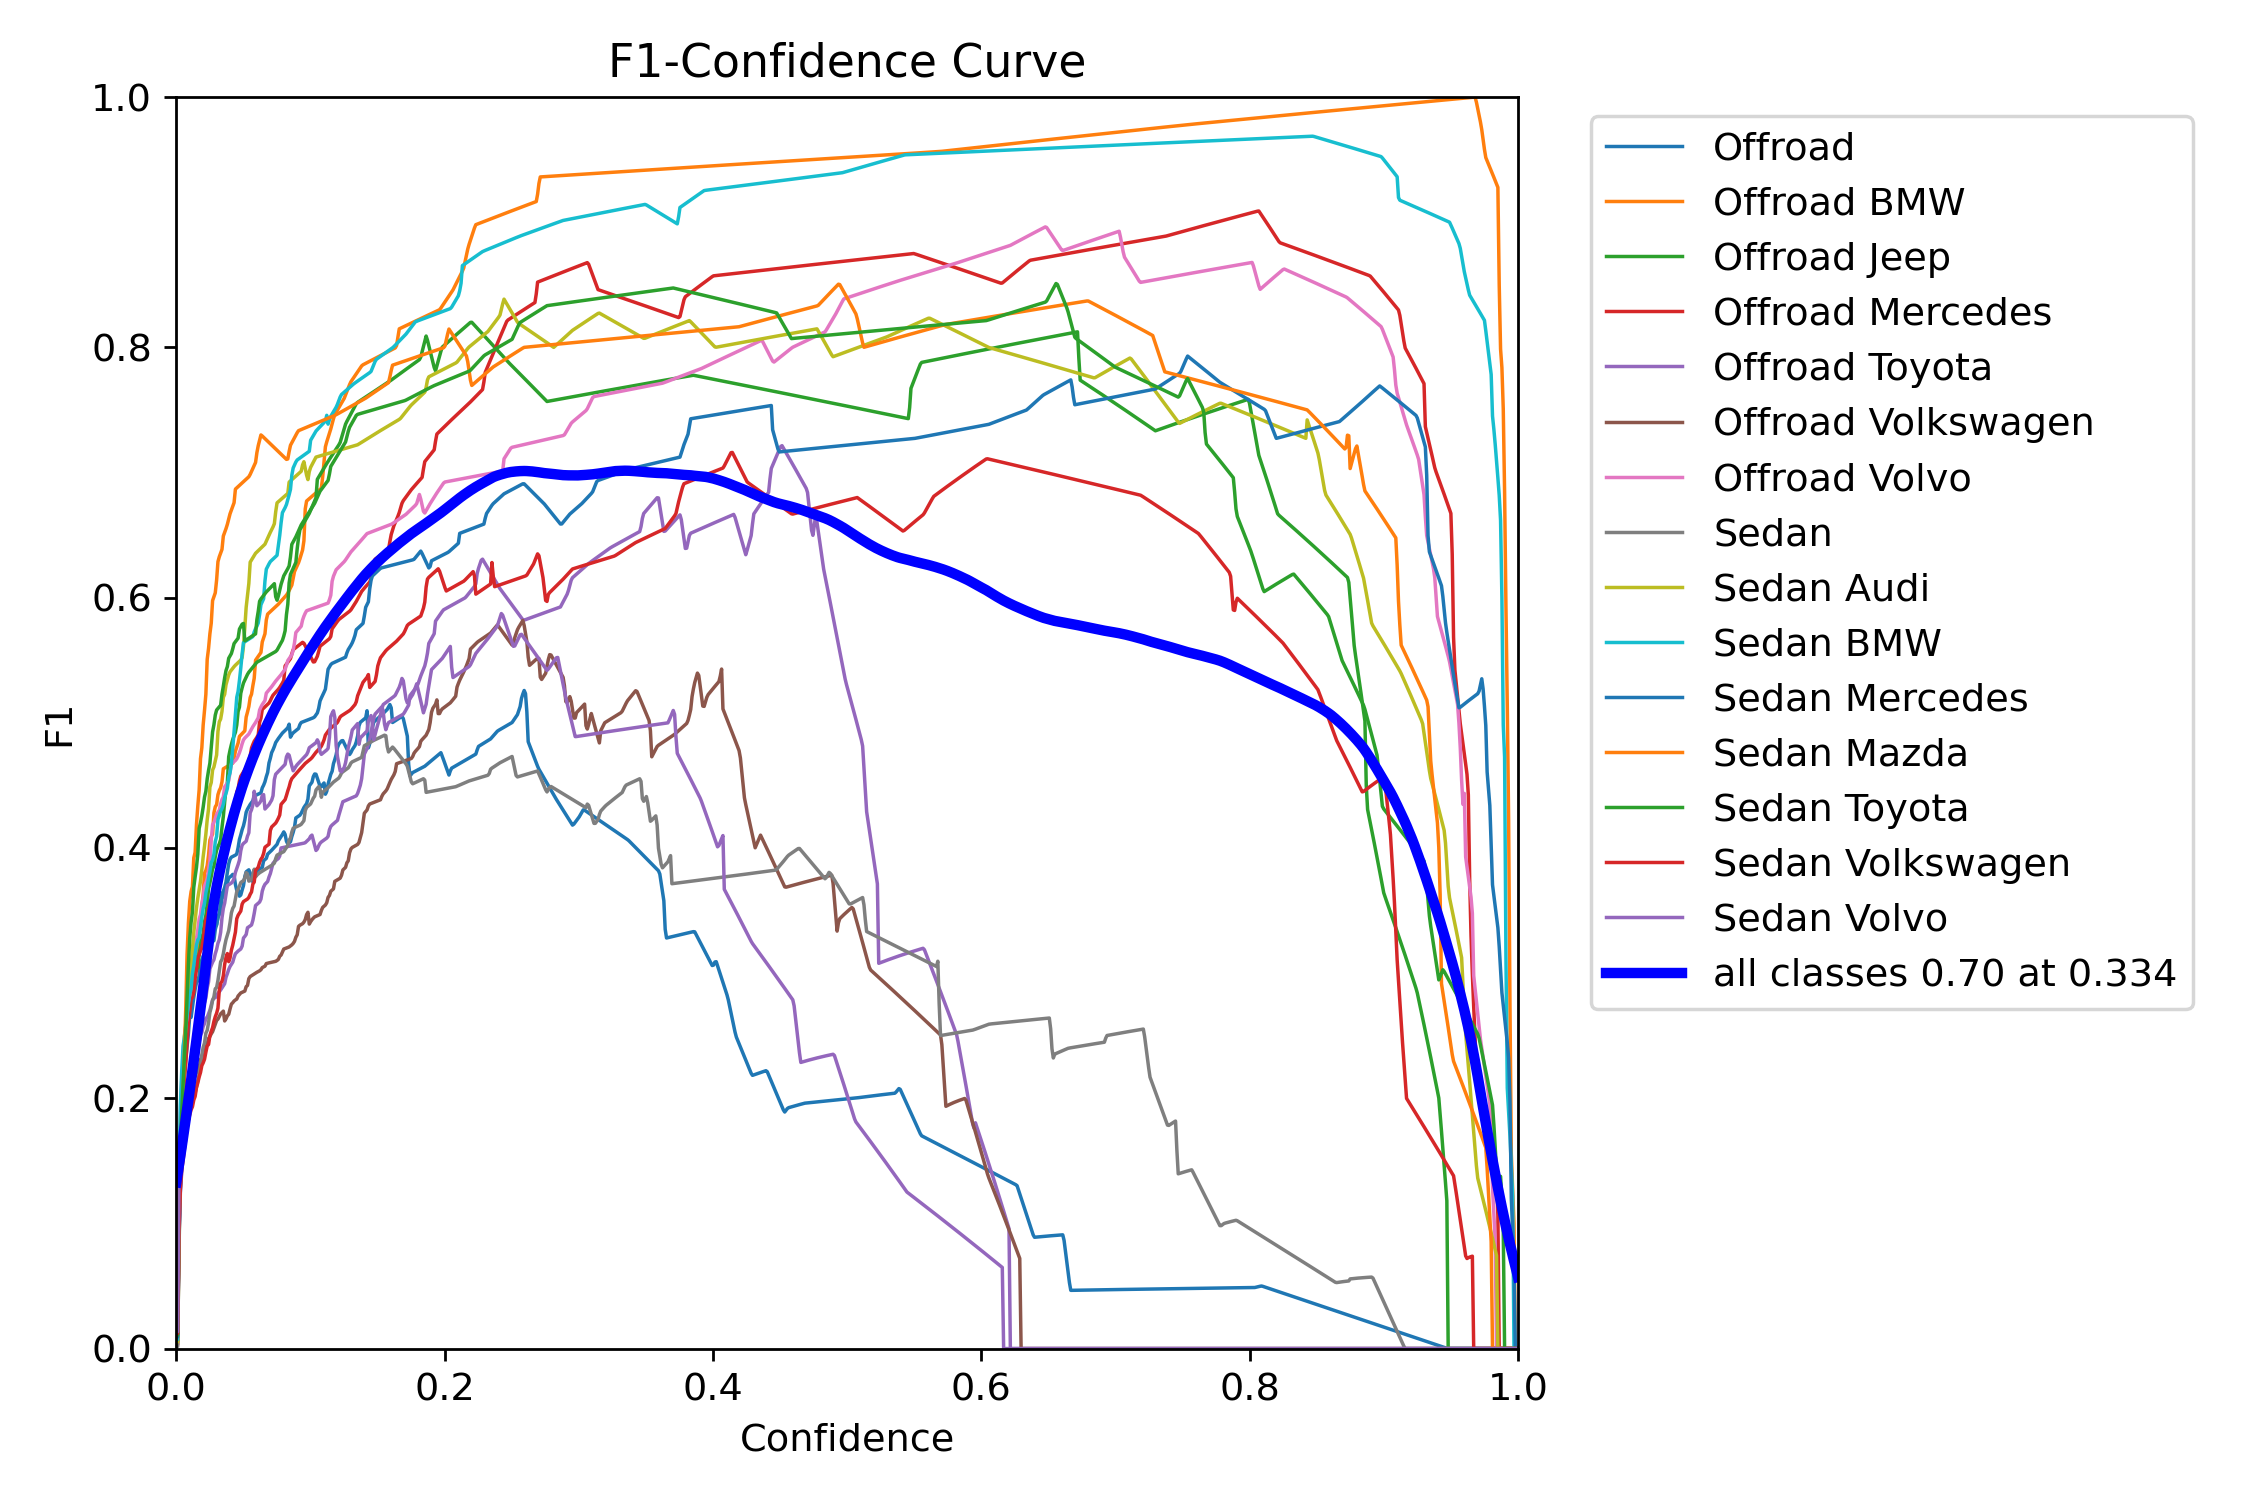 F1-Confidence Curve
1.0
0.8
0.6
0.4
0.2
0.0
F1
0.0 0.2 0.4 0.6 0.8 1.0
Confidence
Offroad
Offroad BMW
Offroad Jeep
Offroad Mercedes
Offroad Toyota
Offroad Volkswagen
Offroad Volvo
Sedan
Sedan Audi
Sedan BMW
Sedan Mercedes
Sedan Mazda
Sedan Toyota
Sedan Volkswagen
Sedan Volvo
all classes 0.70 at 0.334